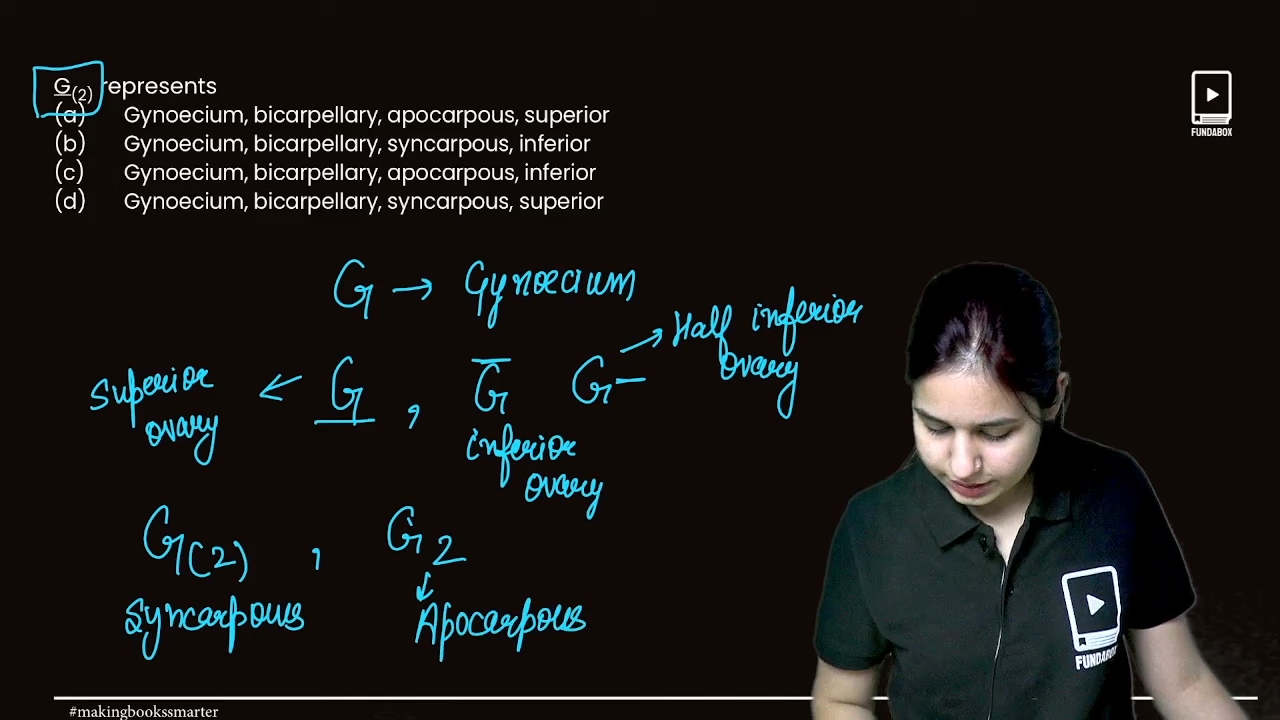 G(2) represents
(a) Gynoecium, bicarpellary, apocarpous, superior
(b) Gynoecium, bicarpellary, syncarpous, inferior
(c) Gynoecium, bicarpellary, apocarpous, inferior
(d) Gynoecium, bicarpellary, syncarpous, superior
FUNDABOX
G → Gynoecium
Half inferior
ovary
Superior
ovary
← G , G G –
inferior
ovary
G(2) , G2
Syncarpous
Apocarpous
FUNDABOX
#makingbookssmarter